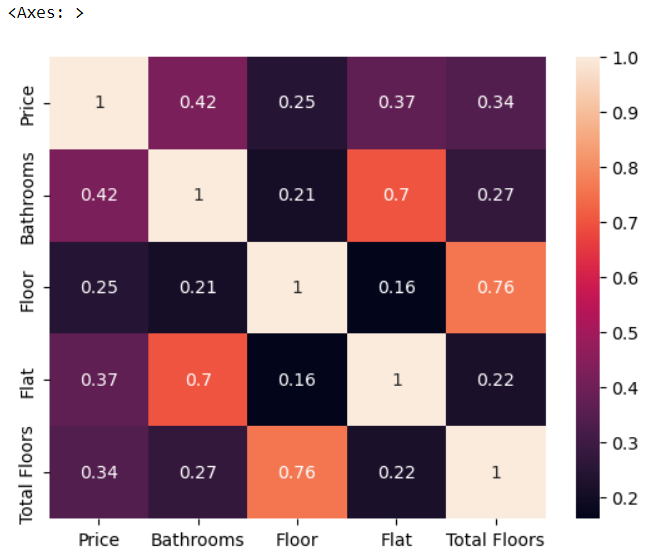 <Axes: >
Price 1 0.42 0.25 0.37 0.34
Bathrooms 0.42 1 0.21 0.7 0.27
Floor 0.25 0.21 1 0.16 0.76
Flat 0.37 0.7 0.16 1 0.22
Total Floors 0.34 0.27 0.76 0.22 1
Price Bathrooms Floor Flat Total Floors
1.0
0.9
0.8
0.7
0.6
0.5
0.4
0.3
0.2